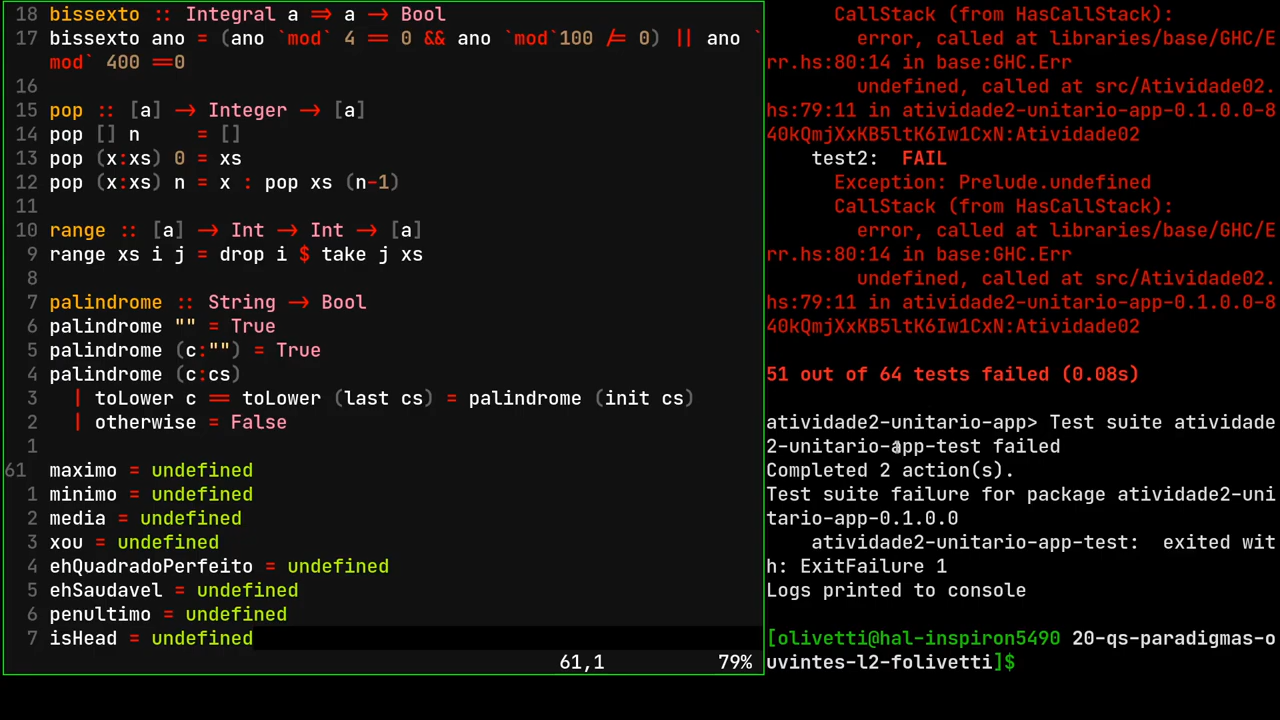 18 bissexto :: Integral a => a -> Bool
17 bissexto ano = (ano `mod` 4 == 0 && ano `mod`100 /= 0) || ano `
mod` 400 ==0
16
15 pop :: [a] -> Integer -> [a]
14 pop [] n     = []
13 pop (x:xs) 0 = xs
12 pop (x:xs) n = x : pop xs (n-1)
11
10 range :: [a] -> Int -> Int -> [a]
9 range xs i j = drop i $ take j xs
8
7 palindrome :: String -> Bool
6 palindrome "" = True
5 palindrome (c:"") = True
4 palindrome (c:cs)
3   | toLower c == toLower (last cs) = palindrome (init cs)
2   | otherwise = False
1
61 maximo = undefined
1 minimo = undefined
2 media = undefined
3 xou = undefined
4 ehQuadradoPerfeito = undefined
5 ehSaudavel = undefined
6 penultimo = undefined
7 isHead = undefined
61,1 79%
CallStack (from HasCallStack):
error, called at libraries/base/GHC/E
rr.hs:80:14 in base:GHC.Err
undefined, called at src/Atividade02.
hs:79:11 in atividade2-unitario-app-0.1.0.0-8
40kQmjXxKB5ltK6Iw1CxN:Atividade02
test2:  FAIL
Exception: Prelude.undefined
CallStack (from HasCallStack):
error, called at libraries/base/GHC/E
rr.hs:80:14 in base:GHC.Err
undefined, called at src/Atividade02.
hs:79:11 in atividade2-unitario-app-0.1.0.0-8
40kQmjXxKB5ltK6Iw1CxN:Atividade02
51 out of 64 tests failed (0.08s)
atividade2-unitario-app> Test suite atividade
2-unitario-app-test failed
Completed 2 action(s).
Test suite failure for package atividade2-uni
tario-app-0.1.0.0
atividade2-unitario-app-test:  exited wit
h: ExitFailure 1
Logs printed to console
[olivetti@hal-inspiron5490 20-qs-paradigmas-o
uvintes-l2-folivetti]$